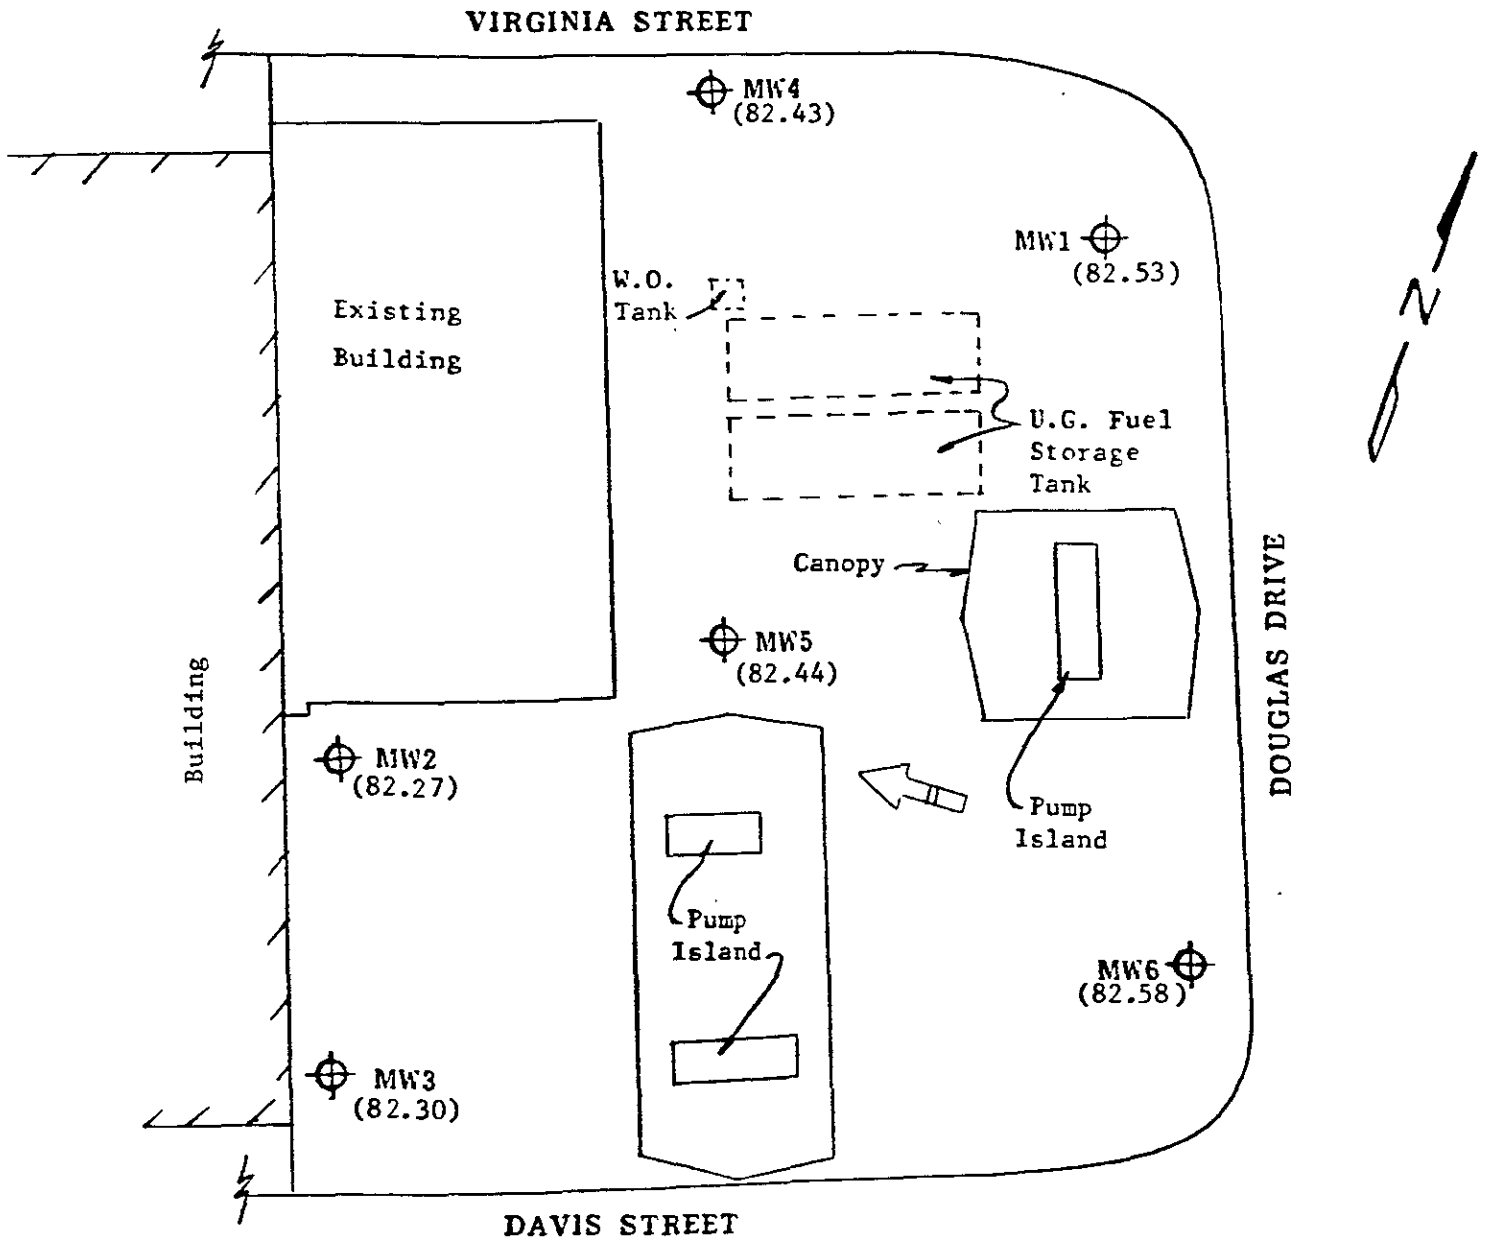 VIRGINIA STREET
MW4
(82.43)
MW1
(82.53)
W.O.
Tank
Existing
Building
N
U.G. Fuel
Storage
Tank
Canopy
MW5
(82.44)
DOUGLAS DRIVE
Building
MW2
(82.27)
Pump
Island
Pump
Island
MW6
(82.58)
MW3
(82.30)
DAVIS STREET